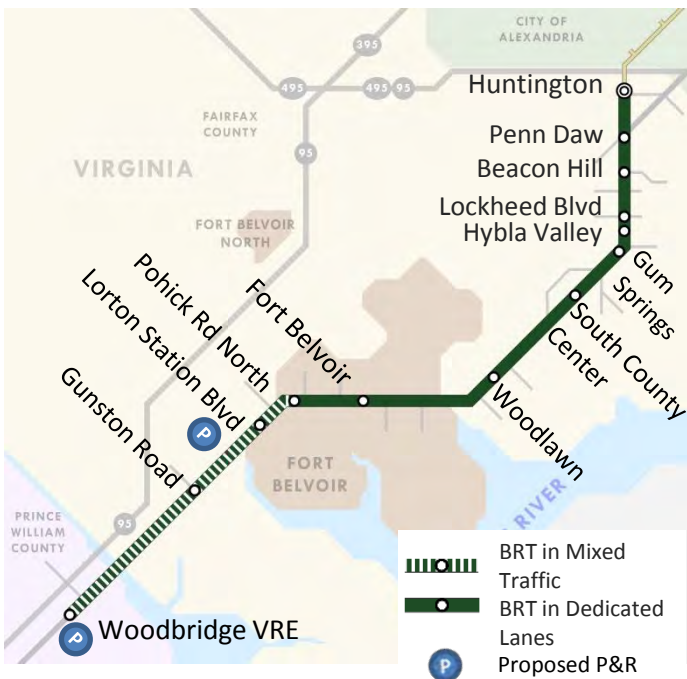 CITY OF
ALEXANDRIA
395
495
495
95
Huntington
FAIRFAX
COUNTY
Penn Daw
95
VIRGINIA
Beacon Hill
Lockheed Blvd
FORT BELVOIR
NORTH
Hybla Valley
Gum
Springs
Pohick Rd North
Fort Belvoir
South County
Center
Lorton Station Blvd
Woodlawn
Gunston Road
P
FORT
BELVOIR
RIVER
PRINCE
WILLIAM
COUNTY
95
BRT in Mixed
Traffic
BRT in Dedicated
Lanes
P
Woodbridge VRE
P
Proposed P&R